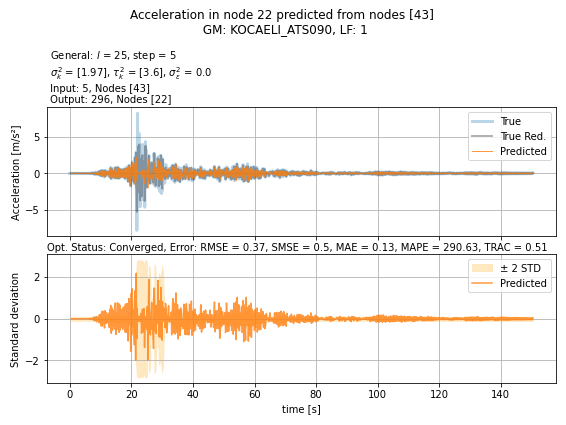 Acceleration in node 22 predicted from nodes [43]
GM: KOCAELI_ATS090, LF: 1
General: l = 25, step = 5
σ²ₖ = [1.97], τ²ₖ = [3.6], σ²ε = 0.0
Input: 5, Nodes [43]
Output: 296, Nodes [22]
Acceleration [m/s²]
5
0
−5
True
True Red.
Predicted
Opt. Status: Converged, Error: RMSE = 0.37, SMSE = 0.5, MAE = 0.13, MAPE = 290.63, TRAC = 0.51
Standard deviation
2
0
−2
± 2 STD
Predicted
0 20 40 60 80 100 120 140
time [s]